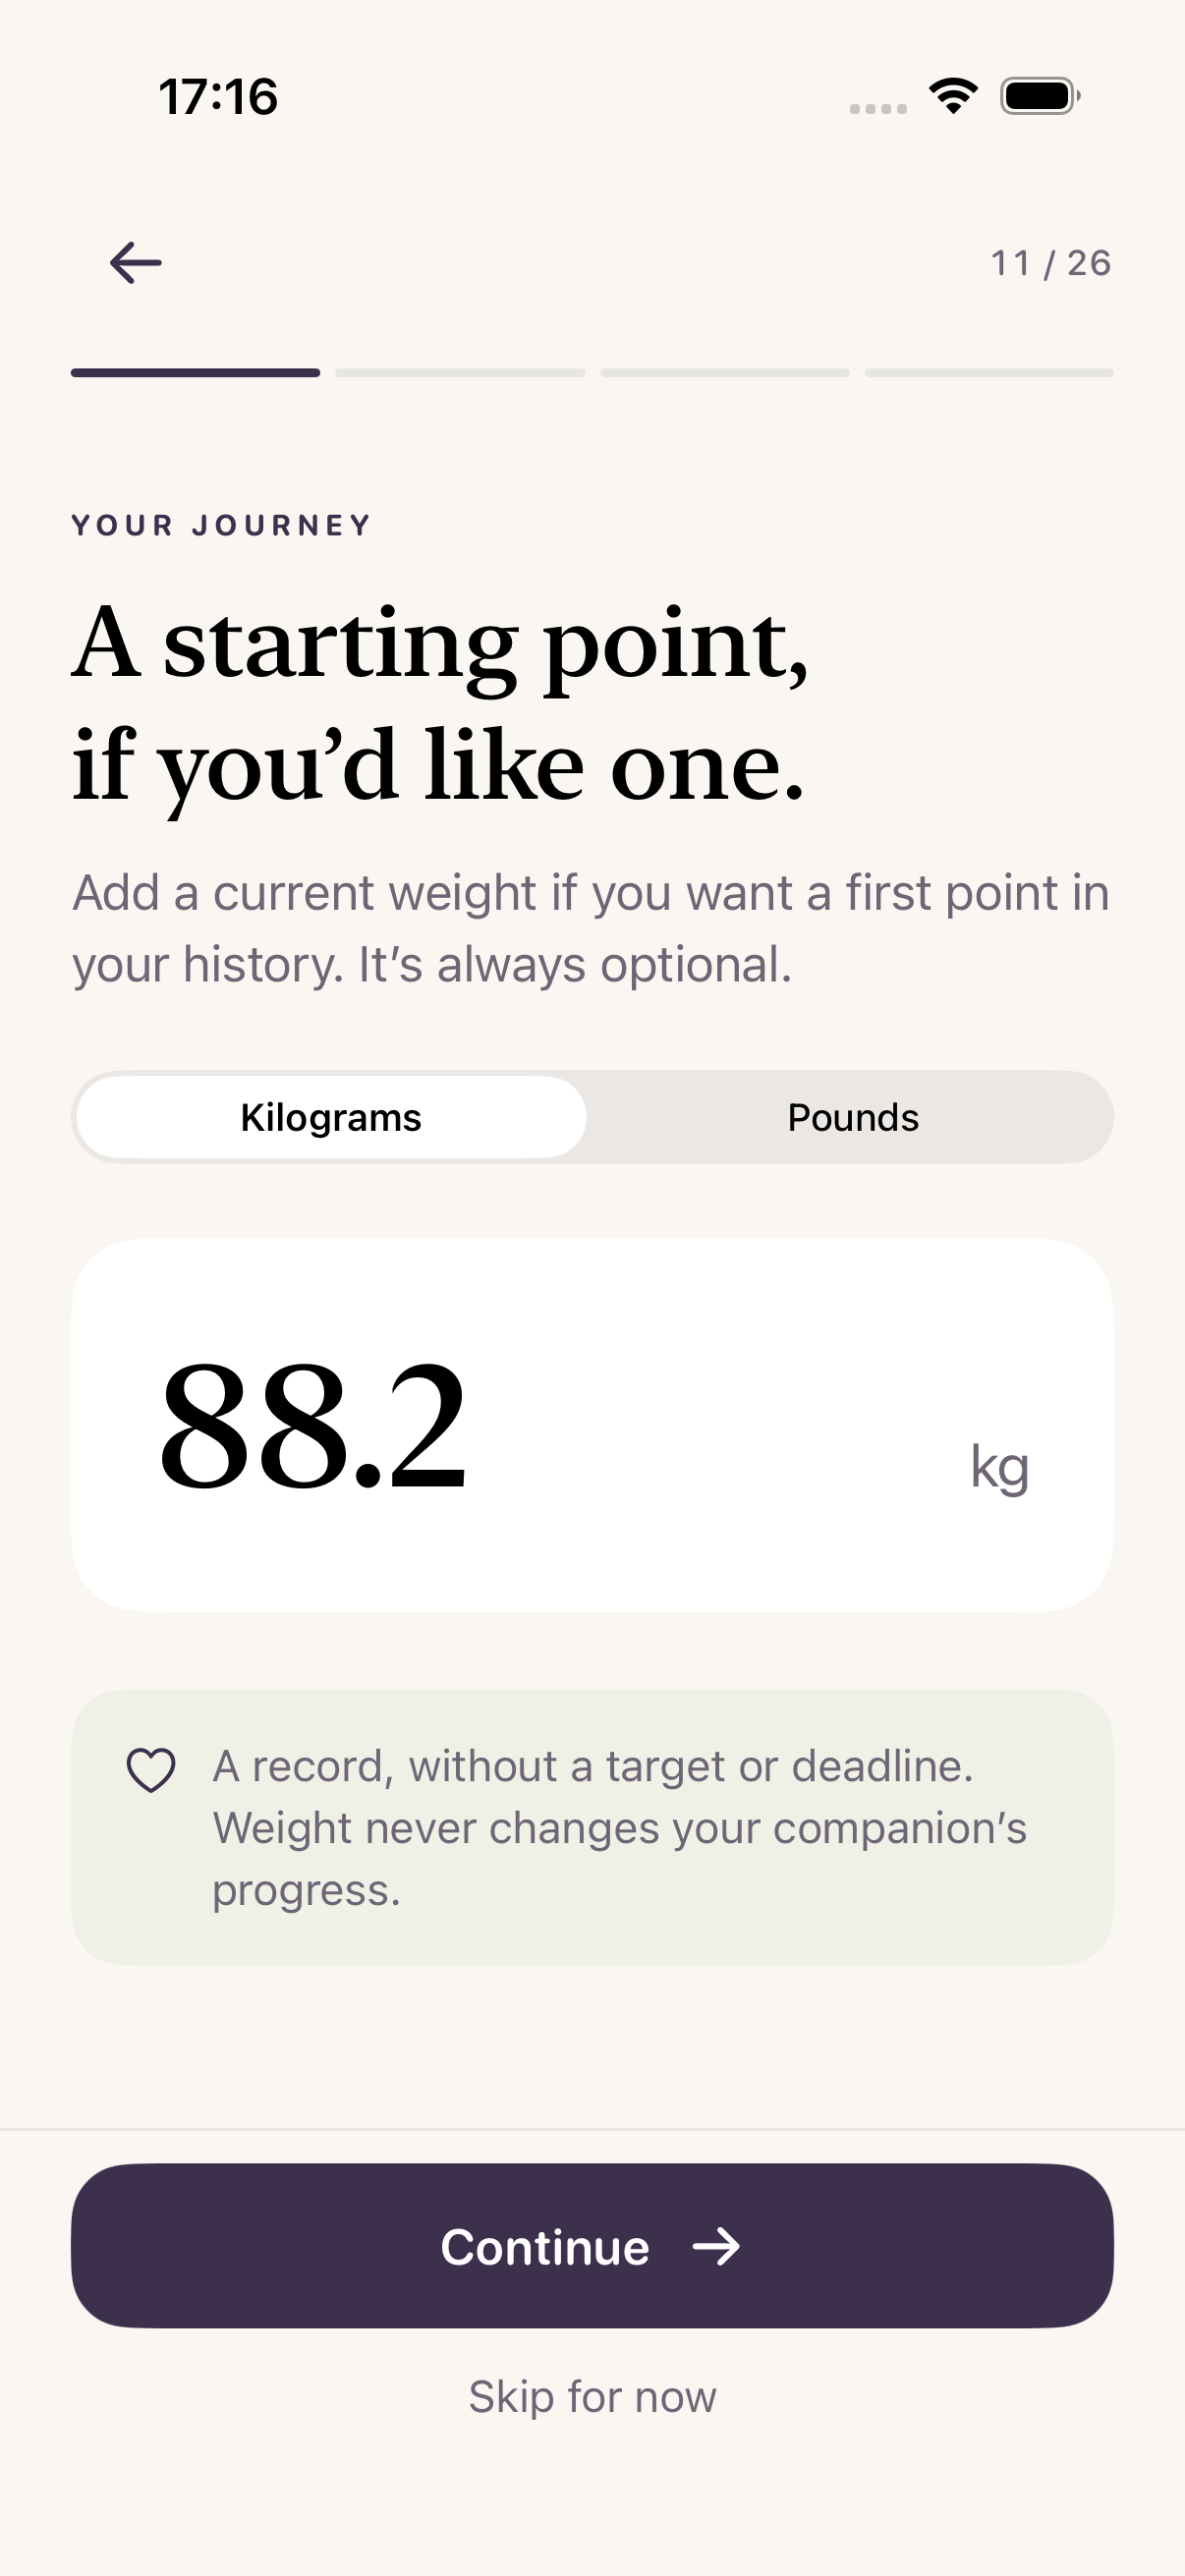 17:16
11 / 26
YOUR JOURNEY
A starting point,
if you’d like one.
Add a current weight if you want a first point in
your history. It’s always optional.
Kilograms
Pounds
88.2
kg
A record, without a target or deadline.
Weight never changes your companion’s
progress.
Continue
Skip for now